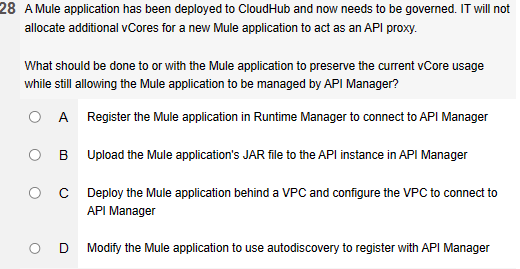 28 A Mule application has been deployed to CloudHub and now needs to be governed. IT will not
allocate additional vCores for a new Mule application to act as an API proxy.
What should be done to or with the Mule application to preserve the current vCore usage
while still allowing the Mule application to be managed by API Manager?
A Register the Mule application in Runtime Manager to connect to API Manager
B Upload the Mule application's JAR file to the API instance in API Manager
C Deploy the Mule application behind a VPC and configure the VPC to connect to
API Manager
D Modify the Mule application to use autodiscovery to register with API Manager